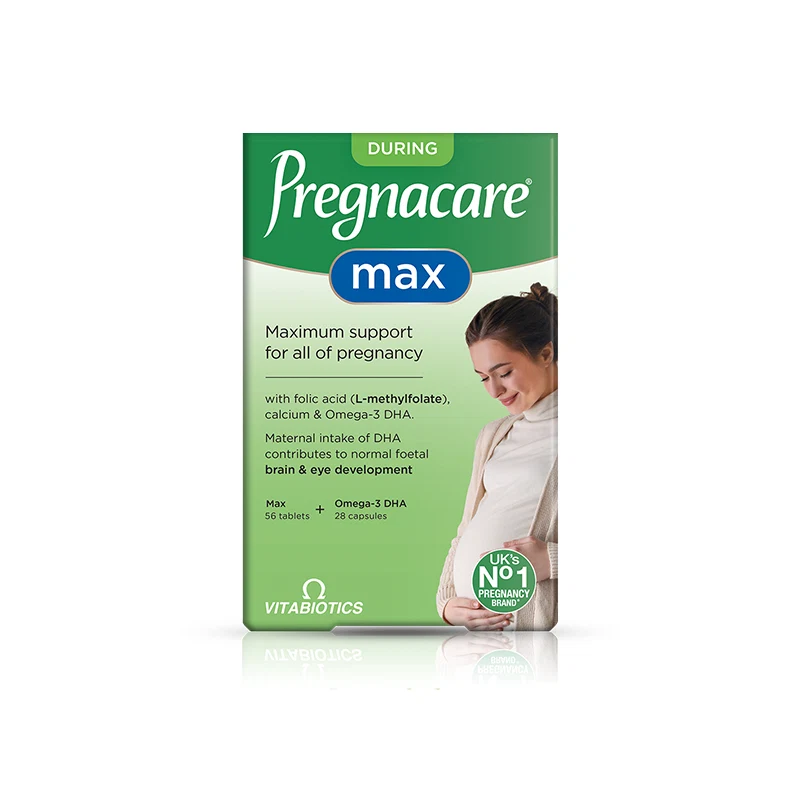 DURING
Pregnacare®
max
Maximum support
for all of pregnancy
with folic acid (L-methylfolate),
calcium & Omega-3 DHA.
Maternal intake of DHA
contributes to normal foetal
brain & eye development
Max
56 tablets
+
Omega-3 DHA
28 capsules
UK's
Nº1
PREGNANCY
BRAND*
VITABIOTICS